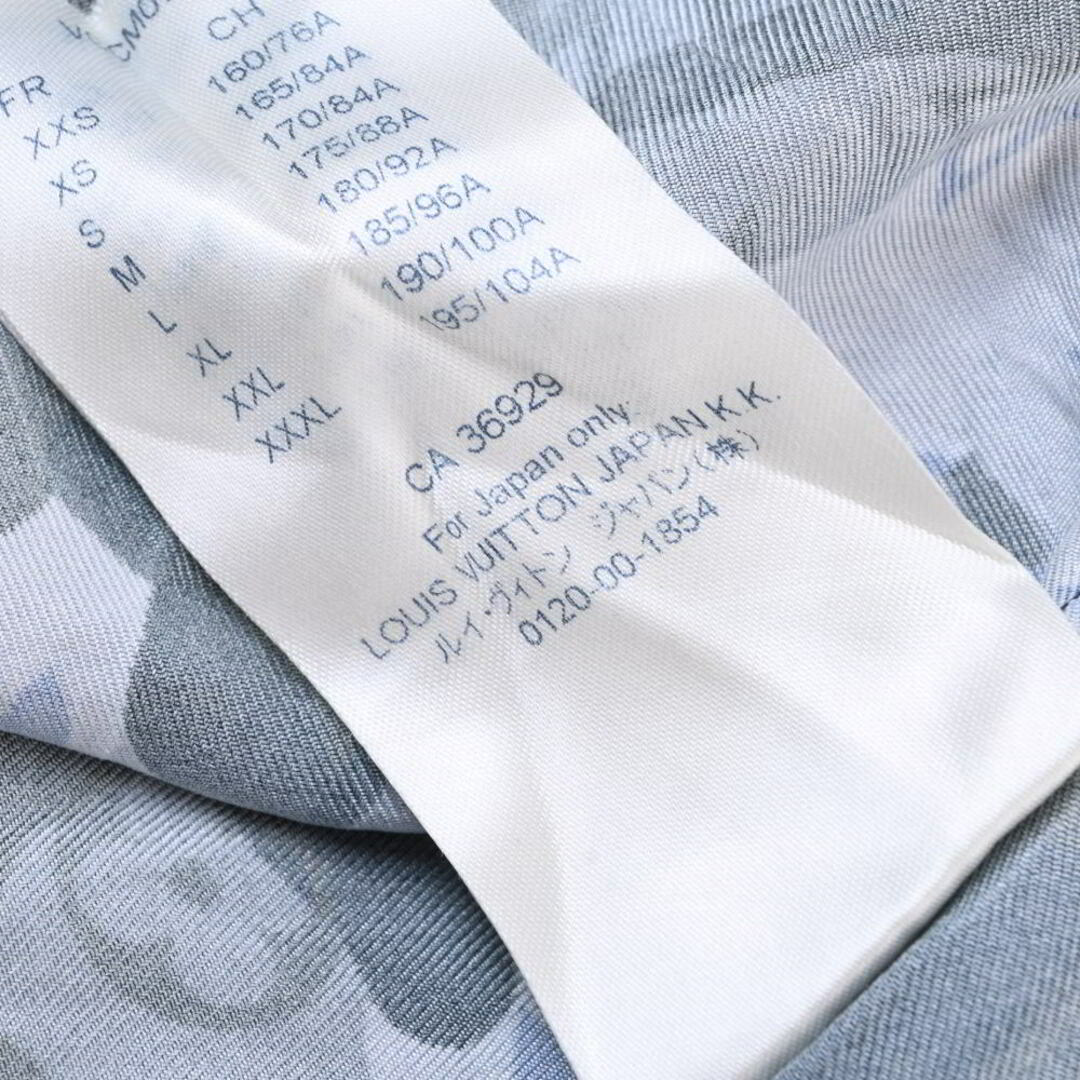 FR
XXS
XS
S
M
L
XL
XXL
XXXL
CH
160/76A
165/84A
170/84A
175/88A
180/92A
185/96A
190/100A
195/104A
CA 36929
For Japan only:
LOUIS VUITTON JAPAN K.K.
ルイ・ヴィトン ジャパン(株)
0120-00-1854